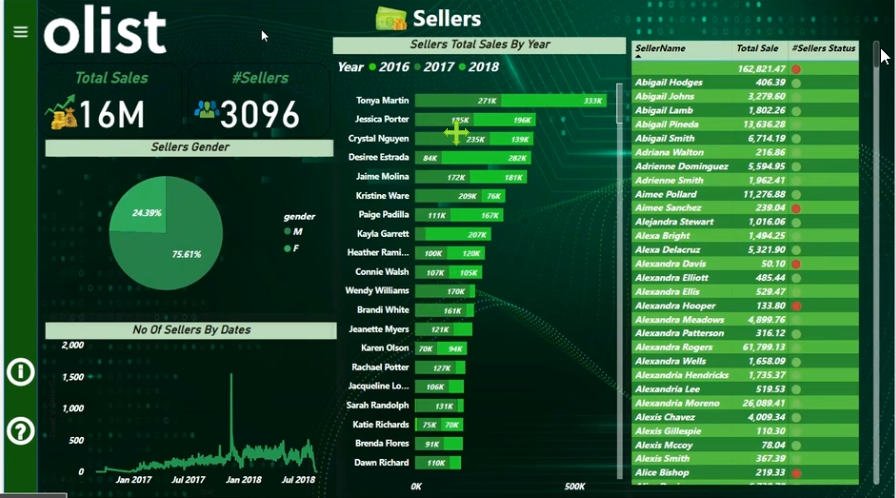 olist
Total Sales
16M
#Sellers
3096
Sellers Gender
24.39%
75.61%
gender
M
F
No Of Sellers By Dates
2,000
1,500
1,000
500
0
Jan 2017 Jul 2017 Jan 2018 Jul 2018
Sellers
Sellers Total Sales By Year
Year 2016 2017 2018
Tonya Martin 271K 333K
Jessica Porter 196K
Crystal Nguyen 235K 139K
Desiree Estrada 84K 282K
Jaime Molina 172K 181K
Kristine Ware 209K 76K
Paige Padilla 111K 167K
Kayla Garrett 207K
Heather Rami... 100K 120K
Connie Walsh 107K 105K
Wendy Williams 170K
Brandi White 161K
Jeanette Myers 121K
Karen Olson 70K 94K
Rachael Potter 127K
Jacqueline Lo... 106K
Sarah Randolph 131K
Katie Richards 75K 70K
Brenda Flores 91K
Dawn Richard 110K
0K 500K
SellerName Total Sale #Sellers Status
162,821.47
Abigail Hodges 406.39
Abigail Johns 3,279.60
Abigail Lamb 1,802.26
Abigail Pineda 13,636.28
Abigail Smith 6,714.19
Adriana Walton 216.86
Adrienne Dominguez 5,594.95
Adrienne Smith 1,962.41
Aimee Pollard 11,276.88
Aimee Sanchez 239.04
Alejandra Stewart 1,016.06
Alexa Bright 1,494.25
Alexa Delacruz 5,321.90
Alexandra Davis 50.10
Alexandra Elliott 485.44
Alexandra Ellis 529.47
Alexandra Hooper 133.80
Alexandra Meadows 4,899.76
Alexandra Patterson 316.12
Alexandra Rogers 61,799.13
Alexandra Wells 1,658.09
Alexandria Hendricks 1,735.37
Alexandria Lee 519.53
Alexandria Moreno 26,089.41
Alexis Chavez 4,009.34
Alexis Gillespie 110.30
Alexis Mccoy 78.04
Alexis Smith 367.39
Alice Bishop 219.33